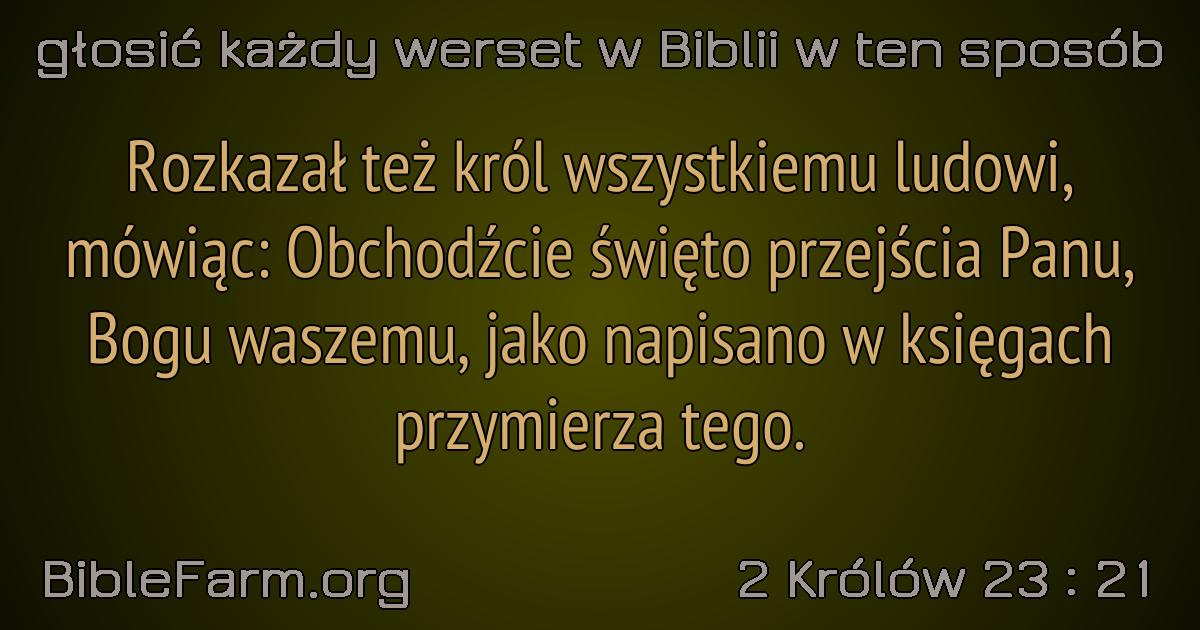 głosić każdy werset w Biblii w ten sposób
Rozkazał też król wszystkiemu ludowi,
mówiąc: Obchodźcie święto przejścia Panu,
Bogu waszemu, jako napisano w księgach
przymierza tego.
BibleFarm.org
2 Królów 23 : 21